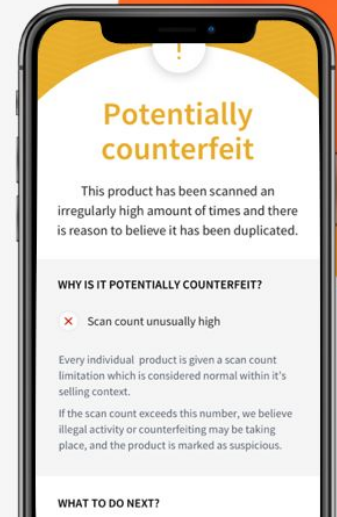 !
Potentially
counterfeit
This product has been scanned an
irregularly high amount of times and there
is reason to believe it has been duplicated.
WHY IS IT POTENTIALLY COUNTERFEIT?
Scan count unusually high
Every individual product is given a scan count
limitation which is considered normal within it's
selling context.
If the scan count exceeds this number, we believe
illegal activity or counterfeiting may be taking
place, and the product is marked as suspicious.
WHAT TO DO NEXT?